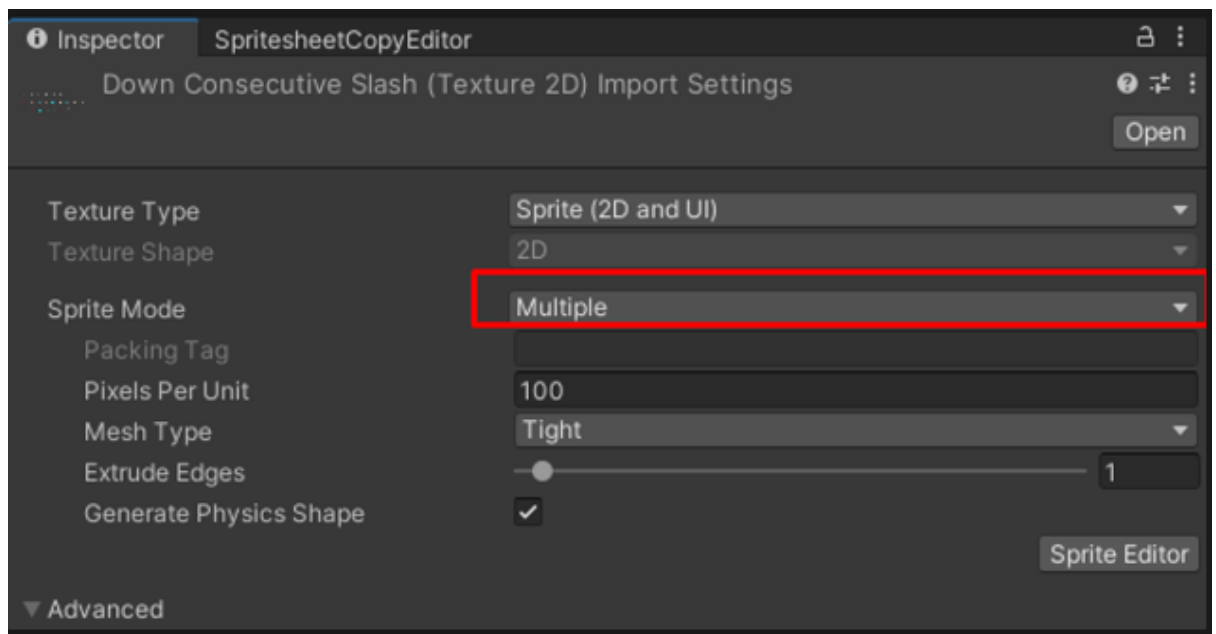 Inspector SpritesheetCopyEditor
Down Consecutive Slash (Texture 2D) Import Settings
Open
Texture Type Sprite (2D and UI)
Texture Shape 2D
Sprite Mode Multiple
Packing Tag
Pixels Per Unit 100
Mesh Type Tight
Extrude Edges 1
Generate Physics Shape
Sprite Editor
Advanced